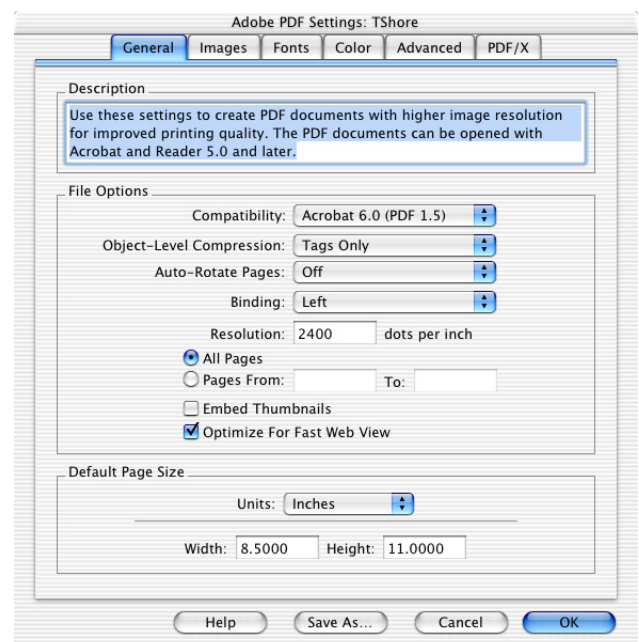 Adobe PDF Settings: TShore
General Images Fonts Color Advanced PDF/X
Description
Use these settings to create PDF documents with higher image resolution
for improved printing quality. The PDF documents can be opened with
Acrobat and Reader 5.0 and later.
File Options
Compatibility: Acrobat 6.0 (PDF 1.5)
Object-Level Compression: Tags Only
Auto-Rotate Pages: Off
Binding: Left
Resolution: 2400 dots per inch
All Pages
Pages From: To:
Embed Thumbnails
Optimize For Fast Web View
Default Page Size
Units: Inches
Width: 8.5000 Height: 11.0000
Help Save As... Cancel OK